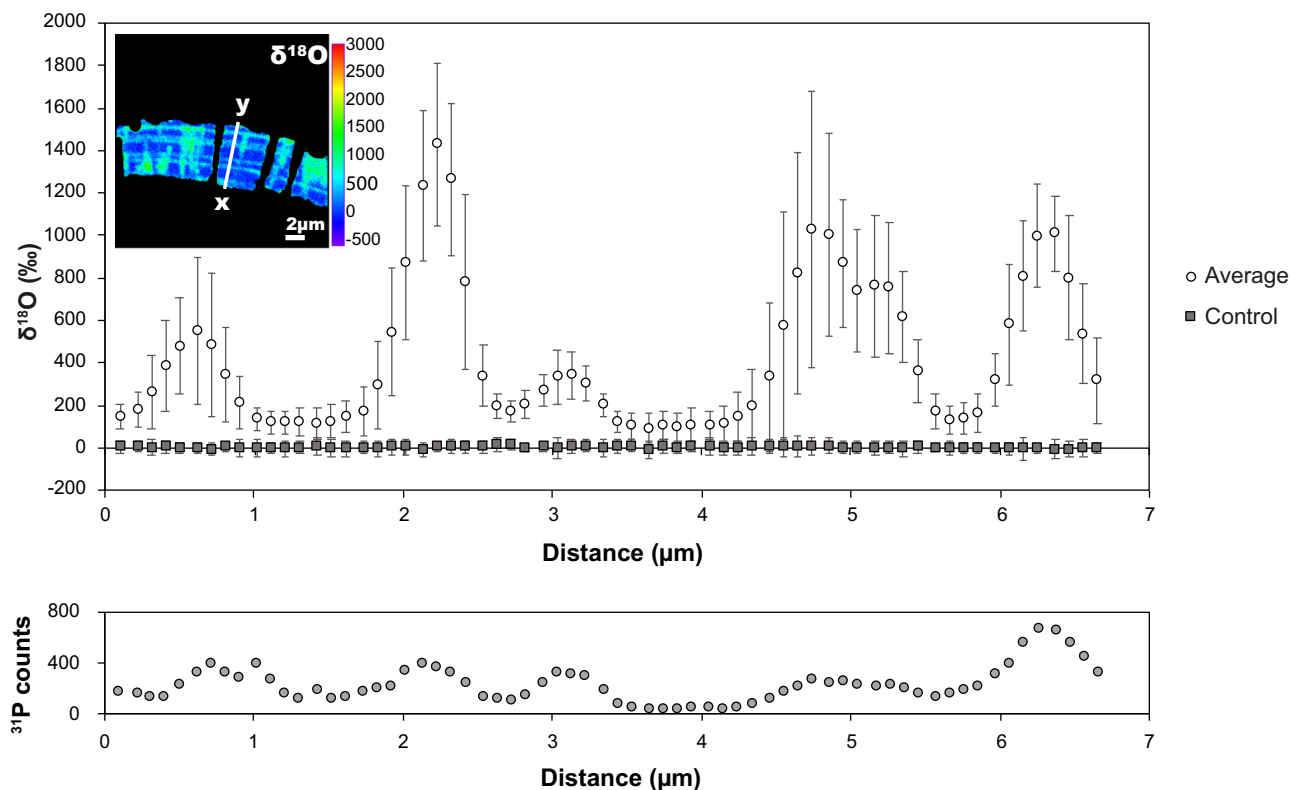 2000
1800
1600
1400
1200
1000
800
600
400
200
0
-200
δ¹⁸O (‰)
δ¹⁸O
3000
2500
2000
1500
1000
500
0
-500
y
x
2µm
Average
Control
0 1 2 3 4 5 6 7
Distance (µm)
800
400
0
³¹P counts
0 1 2 3 4 5 6 7
Distance (µm)